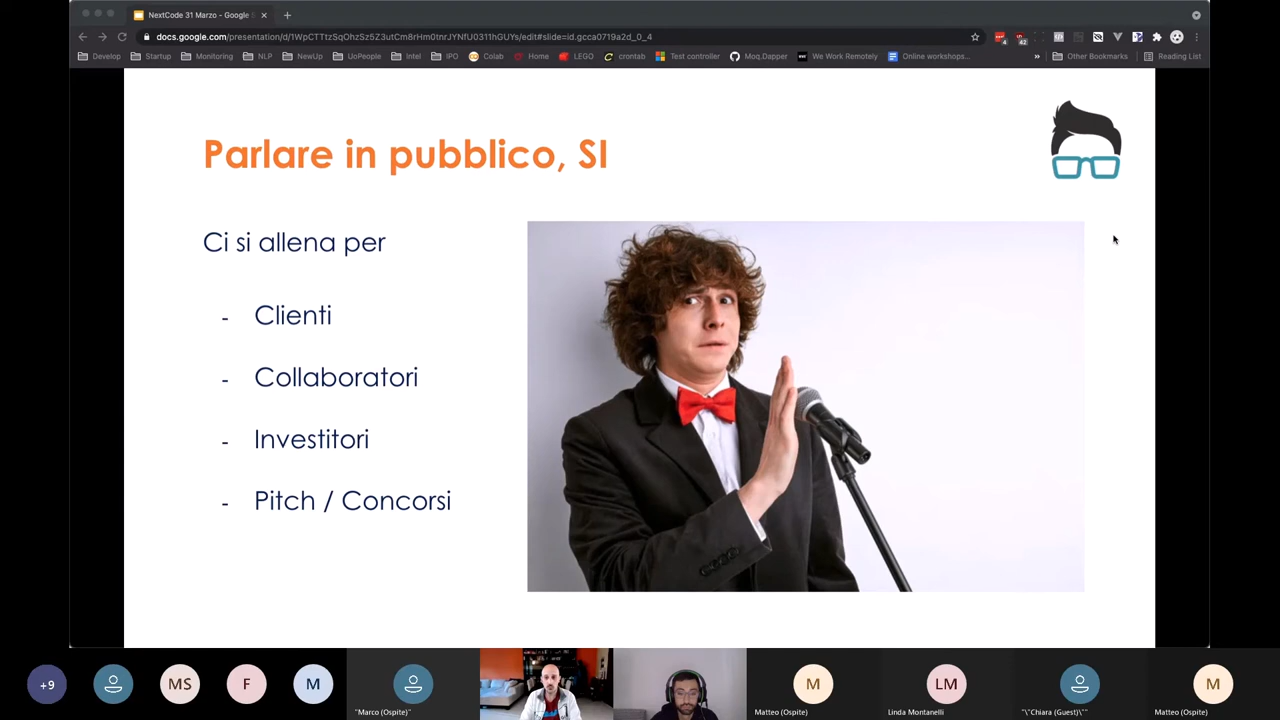 NextCode 31 Marzo - Google S
docs.google.com/presentation/d/1WpCTTtzSqOhzSz5Z3utCm8rHm0tnrJYNfU0311hGUYs/edit#slide=id.gcca0719a2d_0_4
Develop Startup Monitoring NLP NewUp UoPeople Intel IPO Colab Home LEGO crontab Test controller Moq.Dapper We Work Remotely Online workshops... » Other Bookmarks Reading List
Parlare in pubblico, SI
Ci si allena per
- Clienti
- Collaboratori
- Investitori
- Pitch / Concorsi
+9 MS F M M LM M
"Marco (Ospite)" Matteo (Ospite) Linda Montanelli "\"Chiara (Guest)\"" Matteo (Ospite)